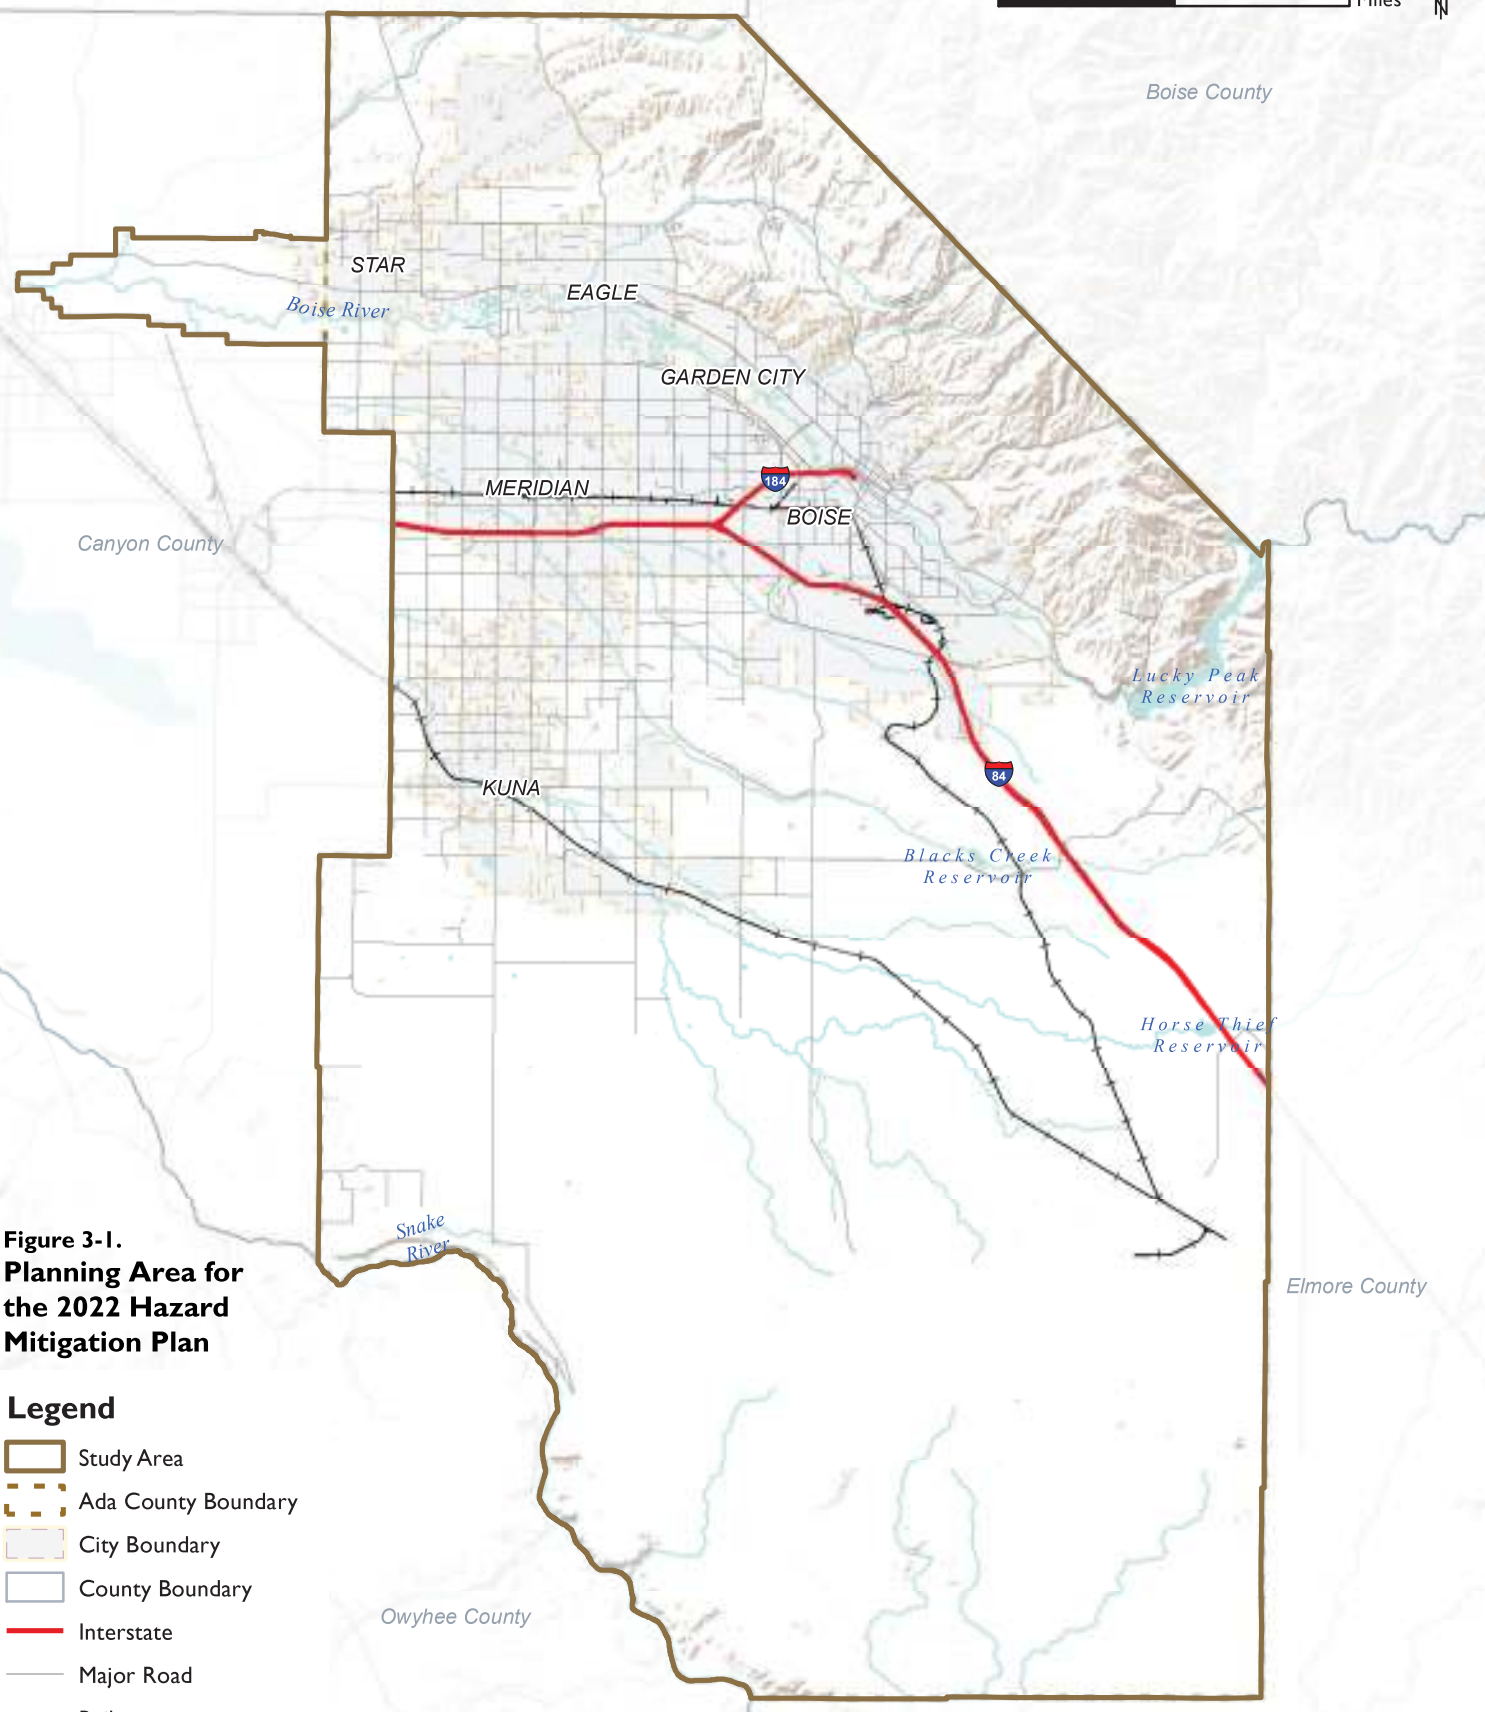 Miles
N
Boise County
STAR
EAGLE
Boise River
GARDEN CITY
184
MERIDIAN
BOISE
Canyon County
Lucky Peak
Reservoir
84
KUNA
Blacks Creek
Reservoir
Horse Thief
Reservoir
Snake
River
Figure 3-1.
Planning Area for
the 2022 Hazard
Mitigation Plan
Elmore County
Legend
Study Area
Ada County Boundary
City Boundary
County Boundary
Interstate
Owyhee County
Major Road